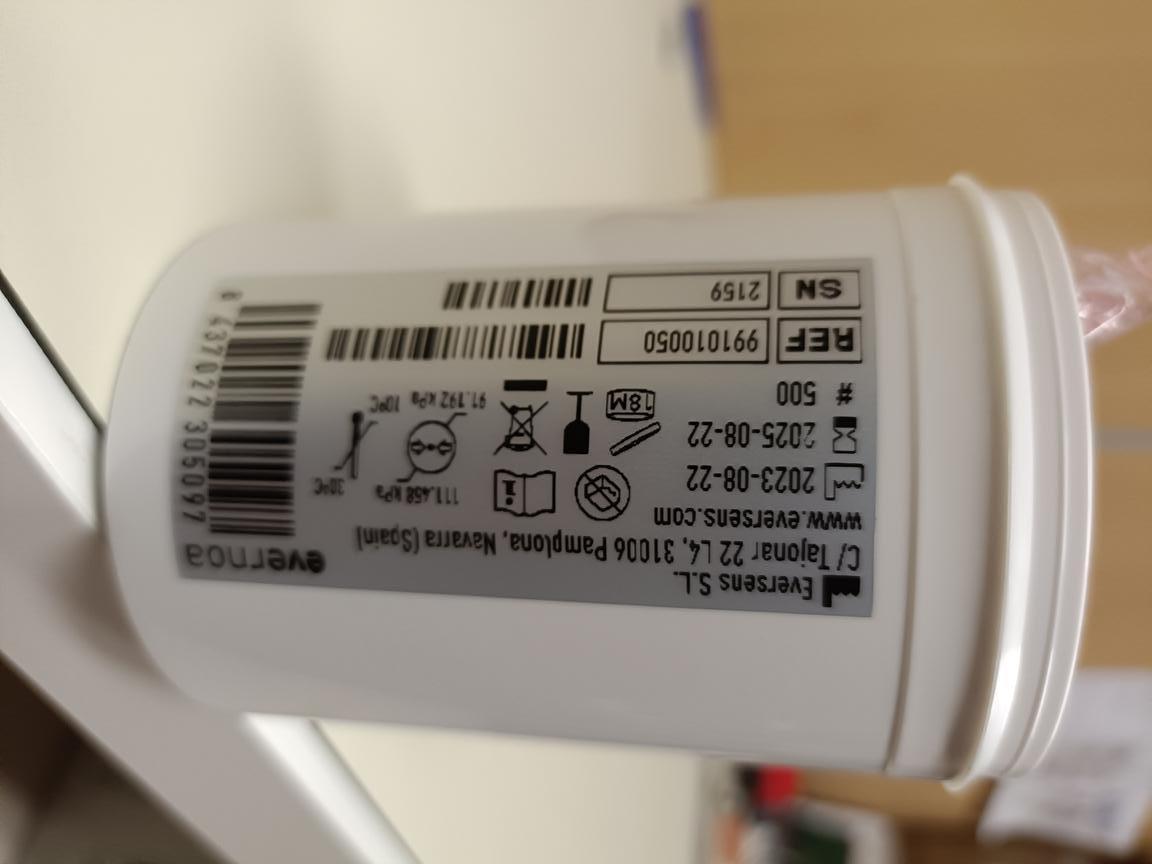 Eversens S.L.
C/ Tajonar 22 L4, 31006 Pamplona, Navarra (Spain)
www.eversens.com
2023-08-22
2025-08-22
# 500
18M
111.458 kPa
91.192 kPa
30ºC
10ºC
REF 991010050
SN 2159
evernoa
8 437022 305097